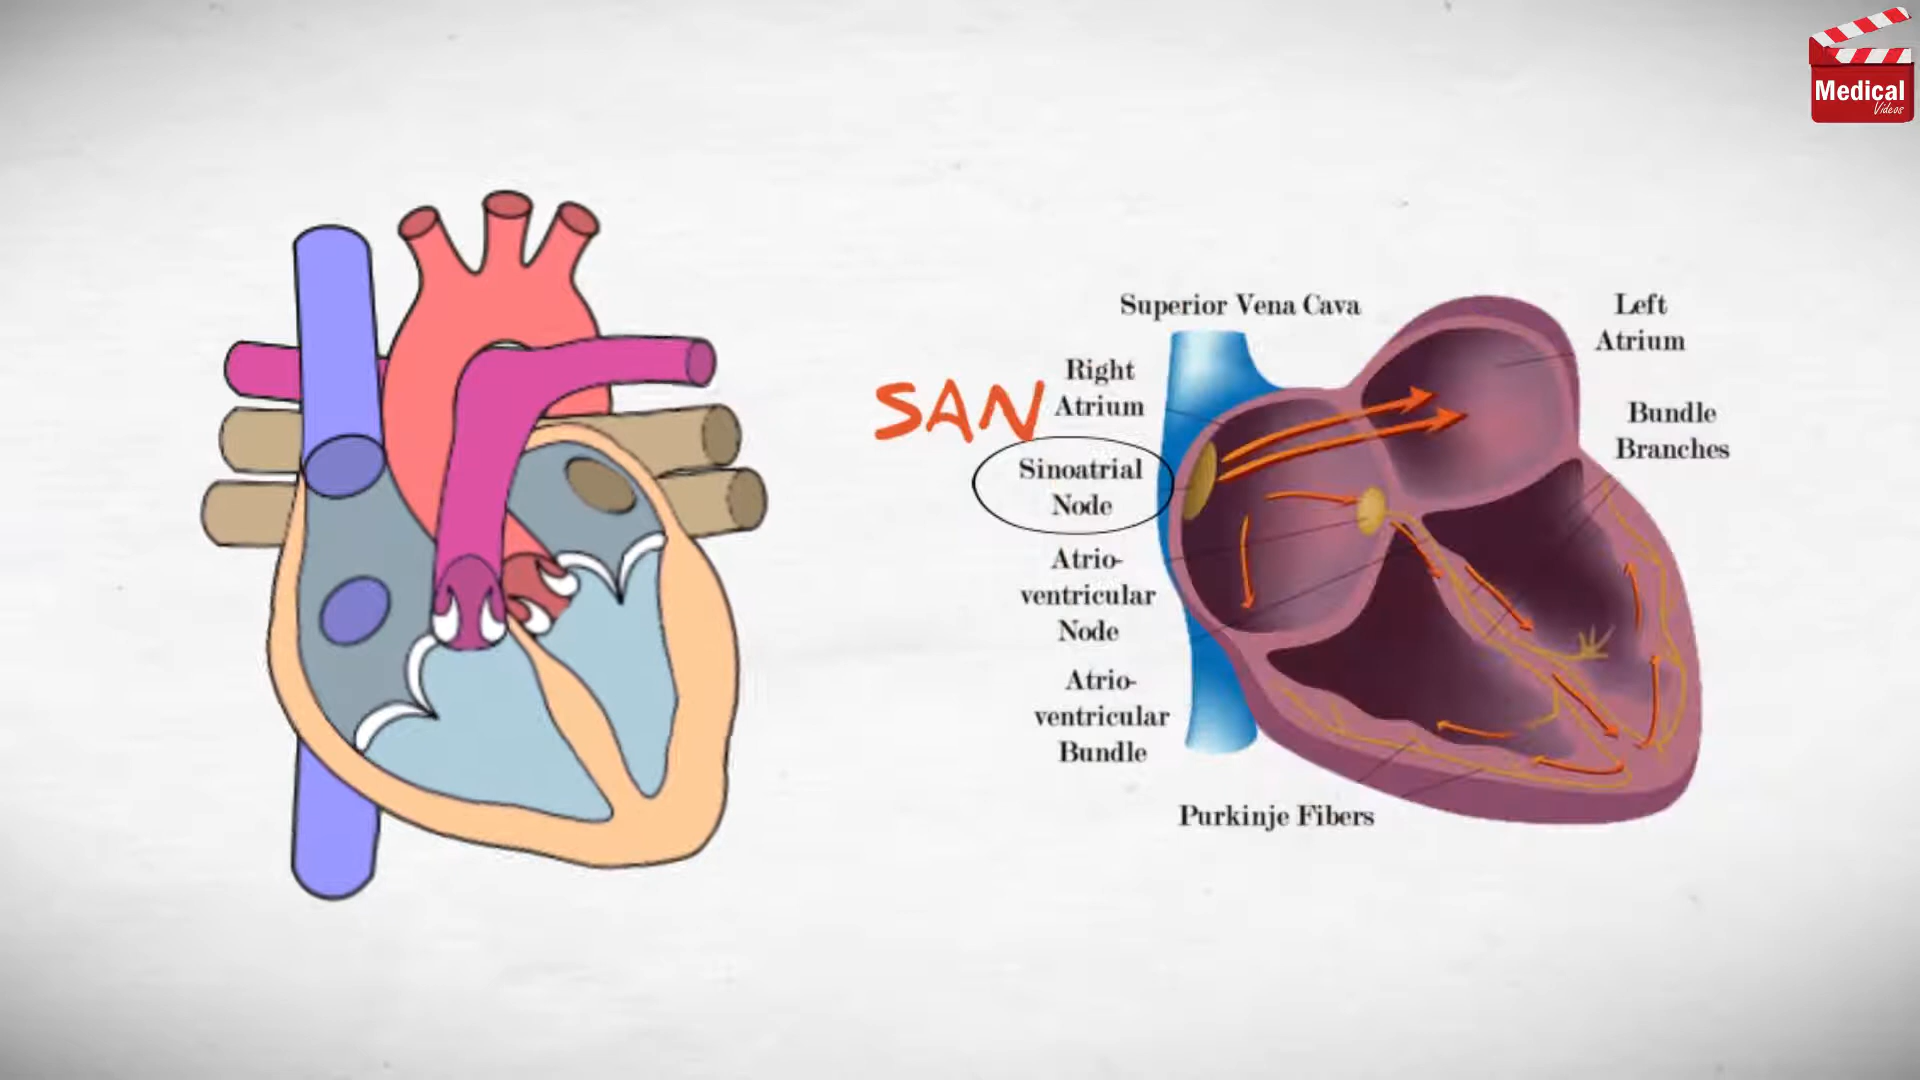 Medical
Videos
Superior Vena Cava
Left
Atrium
Right
Atrium
SAN
Bundle
Branches
Sinoatrial
Node
Atrio-
ventricular
Node
Atrio-
ventricular
Bundle
Purkinje Fibers